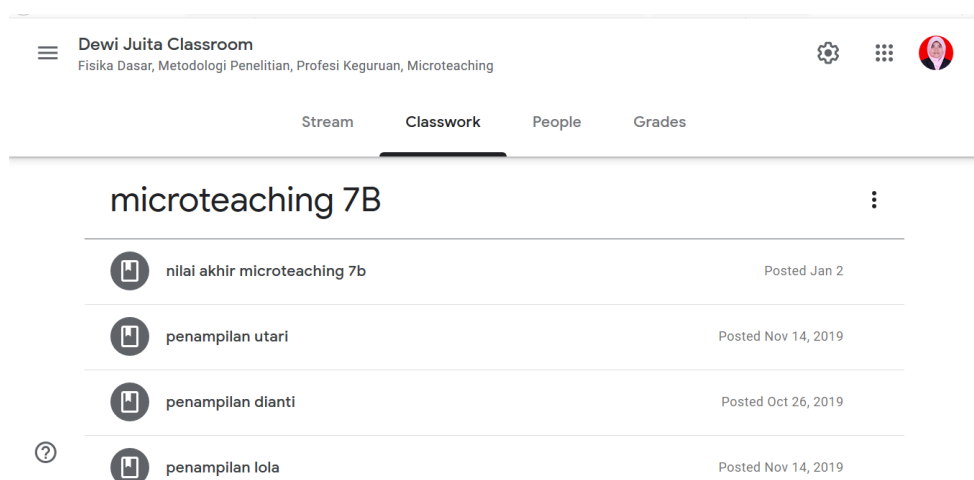 Dewi Juita Classroom
Fisika Dasar, Metodologi Penelitian, Profesi Keguruan, Microteaching
Stream Classwork People Grades
microteaching 7B
nilai akhir microteaching 7b Posted Jan 2
penampilan utari Posted Nov 14, 2019
penampilan dianti Posted Oct 26, 2019
penampilan lola Posted Nov 14, 2019